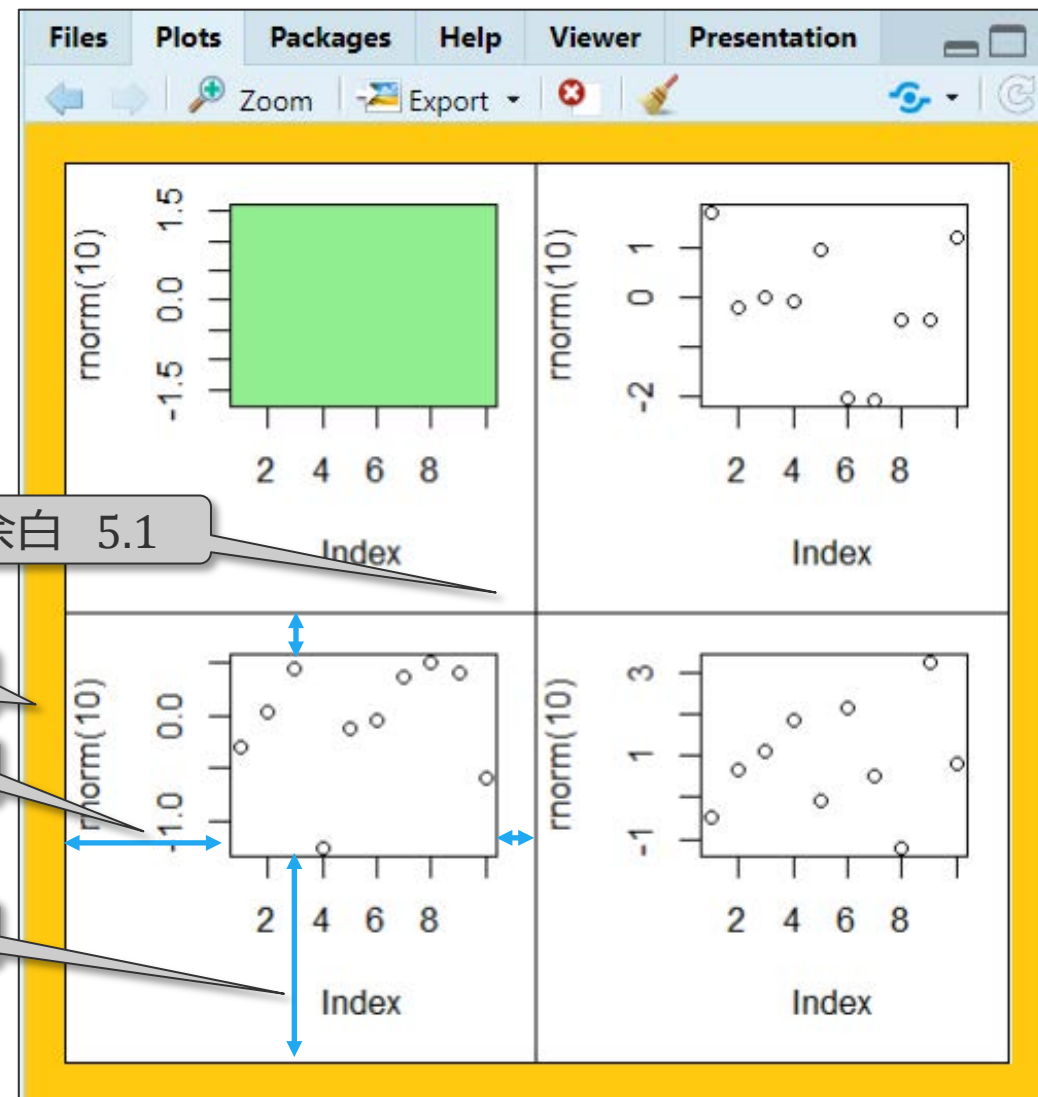 Files Plots Packages Help Viewer Presentation
Zoom Export
rnorm(10)
1.5
0.0
-1.5
2 4 6 8
Index
rnorm(10)
1
0
-2
2 4 6 8
Index
余白 5.1
rnorm(10)
0.0
-1.0
2 4 6 8
Index
rnorm(10)
3
1
-1
2 4 6 8
Index